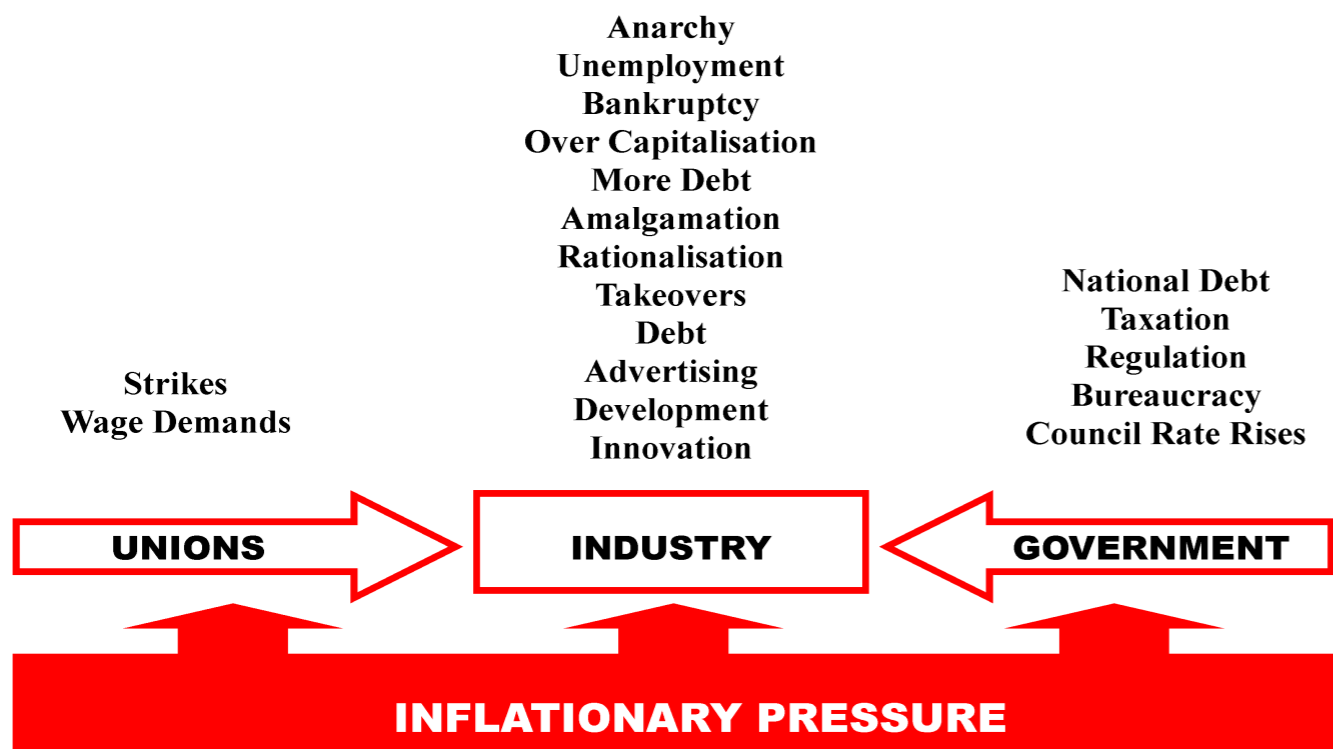 Anarchy
Unemployment
Bankruptcy
Over Capitalisation
More Debt
Amalgamation
Rationalisation
Takeovers
Debt
Advertising
Development
Innovation
Strikes
Wage Demands
National Debt
Taxation
Regulation
Bureaucracy
Council Rate Rises
UNIONS
INDUSTRY
GOVERNMENT
INFLATIONARY PRESSURE